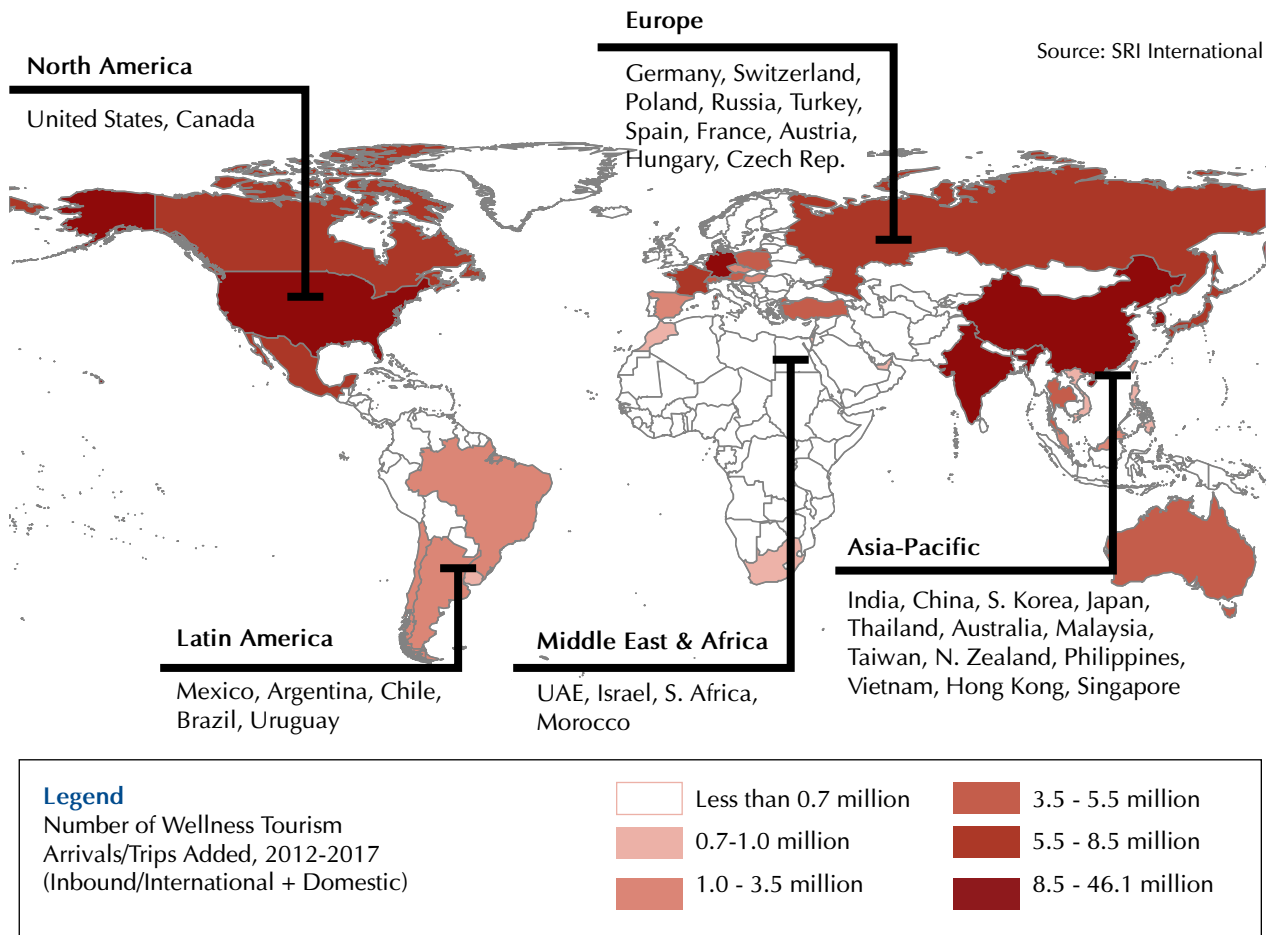 Europe
Source: SRI International
Germany, Switzerland,
Poland, Russia, Turkey,
Spain, France, Austria,
Hungary, Czech Rep.
North America
United States, Canada
Asia-Pacific
India, China, S. Korea, Japan,
Thailand, Australia, Malaysia,
Taiwan, N. Zealand, Philippines,
Vietnam, Hong Kong, Singapore
Latin America
Mexico, Argentina, Chile,
Brazil, Uruguay
Middle East & Africa
UAE, Israel, S. Africa,
Morocco
Legend
Number of Wellness Tourism
Arrivals/Trips Added, 2012-2017
(Inbound/International + Domestic)
Less than 0.7 million
0.7-1.0 million
1.0 - 3.5 million
3.5 - 5.5 million
5.5 - 8.5 million
8.5 - 46.1 million